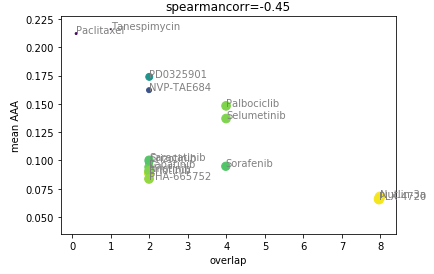 spearmancorr=-0.45
mean AAA
0.225
0.200
0.175
0.150
0.125
0.100
0.075
0.050
Paclitaxel
Tanespimycin
PD0325901
NVP-TAE684
Palbociclib
Selumetinib
Sorafenib
PHA-665752
Nutlin-3a
0
1
2
3
4
5
6
7
8
overlap